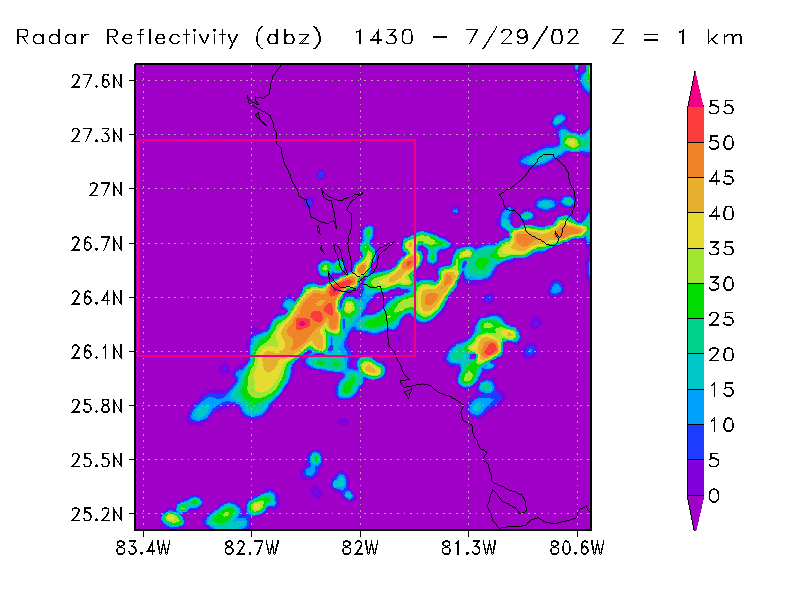 Radar Reflectivity (dbz) 1430 - 7/29/02 Z = 1 km
27.6N
27.3N
27N
26.7N
26.4N
26.1N
25.8N
25.5N
25.2N
83.4W 82.7W 82W 81.3W 80.6W
55
50
45
40
35
30
25
20
15
10
5
0